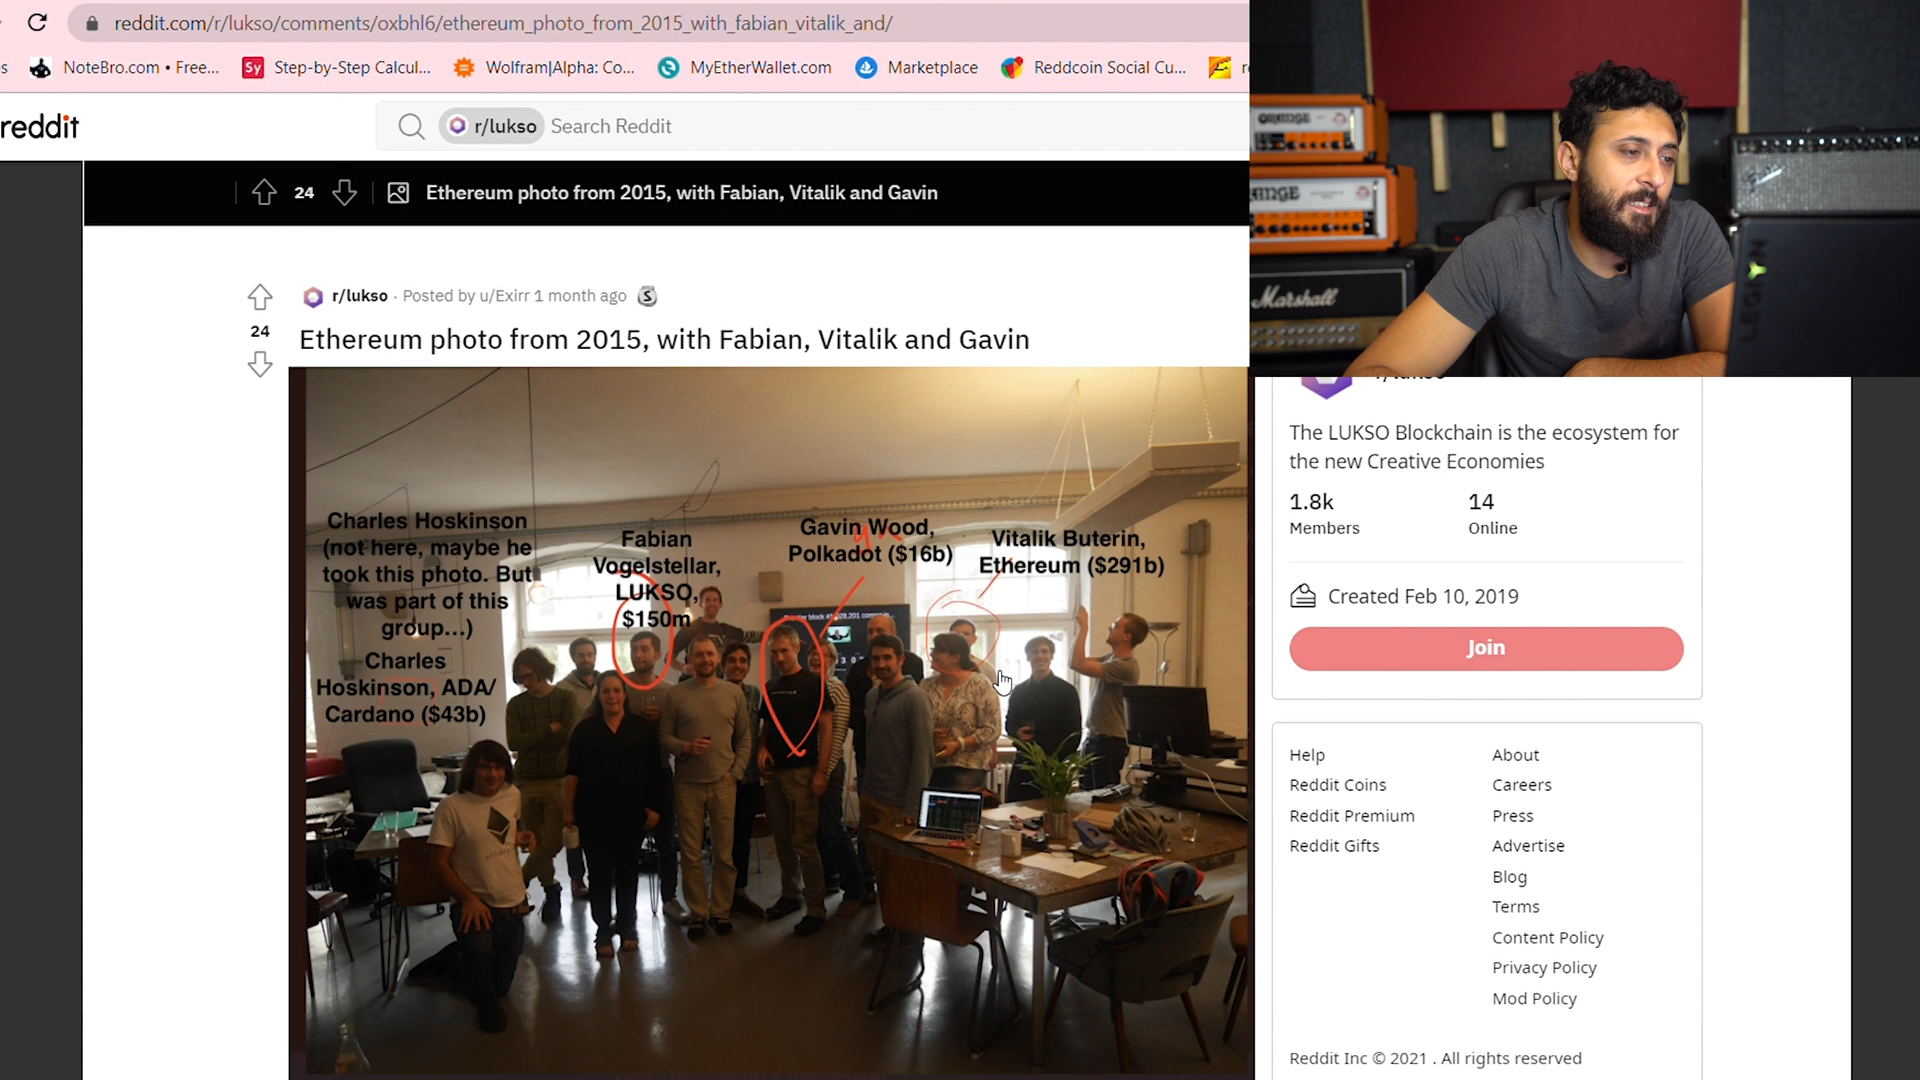 reddit.com/r/lukso/comments/oxbhl6/ethereum_photo_from_2015_with_fabian_vitalik_and/
NoteBro.com • Free... Step-by-Step Calcul... Wolfram|Alpha: Co... MyEtherWallet.com Marketplace Reddcoin Social Cu...
reddit r/lukso Search Reddit
24 Ethereum photo from 2015, with Fabian, Vitalik and Gavin
r/lukso · Posted by u/Exirr 1 month ago
24
Ethereum photo from 2015, with Fabian, Vitalik and Gavin
Charles Hoskinson
(not here, maybe he
took this photo. But
was part of this
group...)
Charles
Hoskinson, ADA/
Cardano ($43b)
Fabian
Vogelstellar,
LUKSO,
$150m
Gavin Wood,
Polkadot ($16b)
Vitalik Buterin,
Ethereum ($291b)
ORANGE
ORANGE
Marshall
Fender
LEGION
r/lukso
The LUKSO Blockchain is the ecosystem for
the new Creative Economies
1.8k 14
Members Online
Created Feb 10, 2019
Join
Help About
Reddit Coins Careers
Reddit Premium Press
Reddit Gifts Advertise
Blog
Terms
Content Policy
Privacy Policy
Mod Policy
Reddit Inc © 2021 . All rights reserved